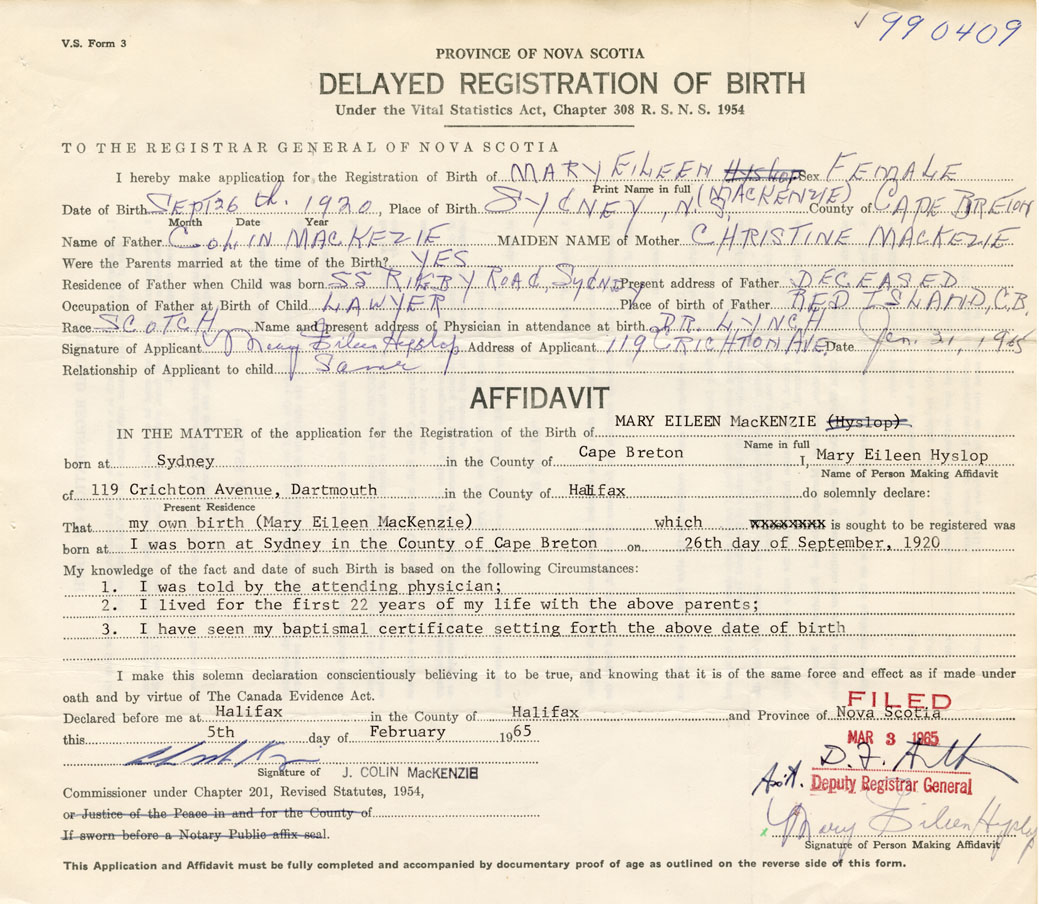 990409
V.S. Form 3
PROVINCE OF NOVA SCOTIA
DELAYED REGISTRATION OF BIRTH
Under the Vital Statistics Act, Chapter 308 R. S. N. S. 1954
TO THE REGISTRAR GENERAL OF NOVA SCOTIA
I hereby make application for the Registration of Birth of MARY EILEEN Hyslop Sex FEMALE
Print Name in full (MACKENZIE)
Date of Birth SEPT 26 th. 1920, Place of Birth SYDNEY, N.S. County of CAPE BRETON
Month Date Year
Name of Father COLIN MACKEZIE MAIDEN NAME of Mother CHRISTINE MACKEZIE
Were the Parents married at the time of the Birth? YES
Residence of Father when Child was born 55 RIGBY ROAD, SYDNEY Present address of Father DECEASED
Occupation of Father at Birth of Child LAWYER Place of birth of Father RED ISLAND, C.B.
Race SCOTCH Name and present address of Physician in attendance at birth DR. LYNCH
Signature of Applicant Mary Eileen Hyslop Address of Applicant 119 CRICHTON AVE Date Jan. 21, 1965
Relationship of Applicant to child Same
AFFIDAVIT
IN THE MATTER of the application for the Registration of the Birth of MARY EILEEN MacKENZIE (Hyslop)
Name in full
born at Sydney in the County of Cape Breton I, Mary Eileen Hyslop
Name of Person Making Affidavit
of 119 Crichton Avenue, Dartmouth in the County of Halifax do solemnly declare:
Present Residence
That my own birth (Mary Eileen MacKenzie) which xxxxxxxx is sought to be registered was
born at I was born at Sydney in the County of Cape Breton on 26th day of September, 1920
My knowledge of the fact and date of such Birth is based on the following Circumstances:
1. I was told by the attending physician;
2. I lived for the first 22 years of my life with the above parents;
3. I have seen my baptismal certificate setting forth the above date of birth
I make this solemn declaration conscientiously believing it to be true, and knowing that it is of the same force and effect as if made under
oath and by virtue of The Canada Evidence Act.
Declared before me at Halifax in the County of Halifax and Province of Nova Scotia
FILED
this 5th day of February 1965
MAR 3 1965
Signature of J. COLIN MacKENZIE
Asst. Deputy Registrar General
Commissioner under Chapter 201, Revised Statutes, 1954,
or Justice of the Peace in and for the County of
Mary Eileen Hyslop
If sworn before a Notary Public affix seal.
Signature of Person Making Affidavit
This Application and Affidavit must be fully completed and accompanied by documentary proof of age as outlined on the reverse side of this form.